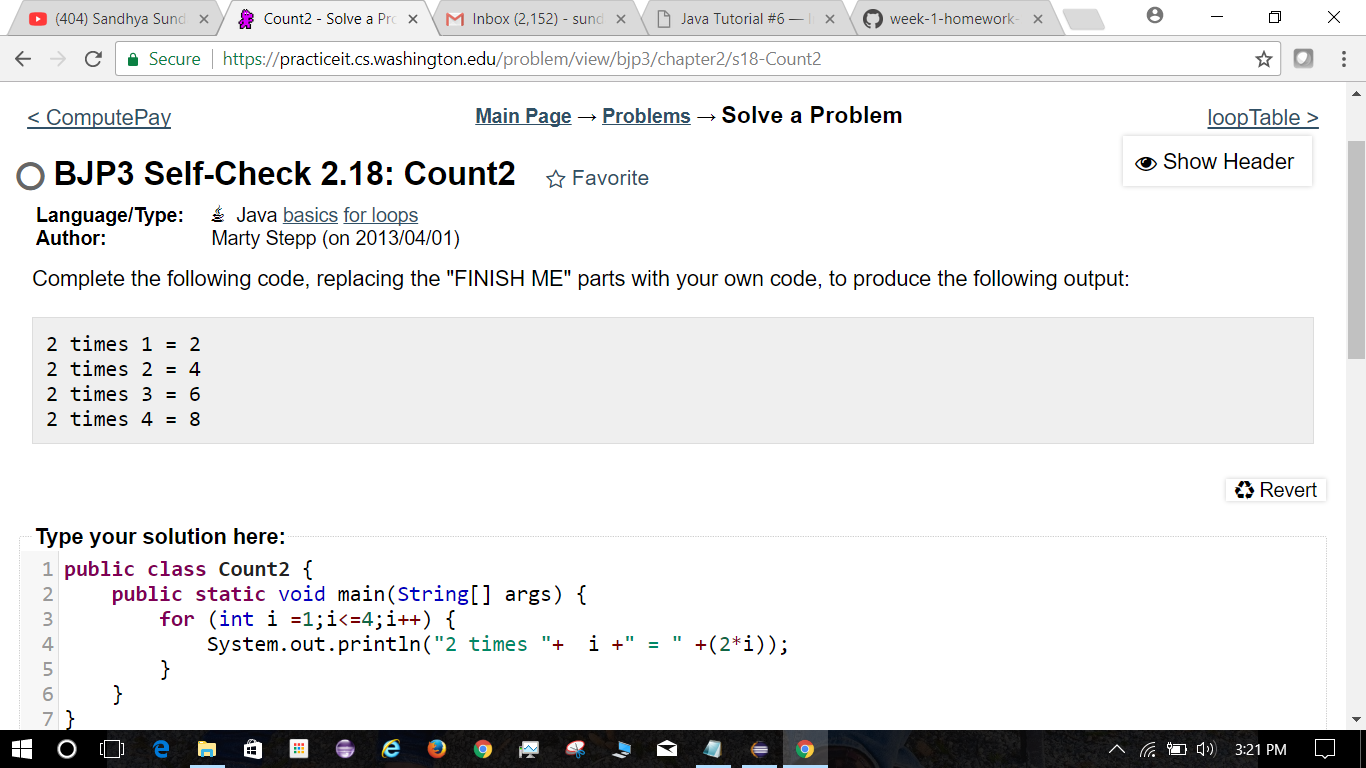 (404) Sandhya Sund
Count2 - Solve a Pro
Inbox (2,152) - sund
Java Tutorial #6 —
week-1-homework-
Secure
https://practiceit.cs.washington.edu/problem/view/bjp3/chapter2/s18-Count2
< ComputePay
Main Page → Problems → Solve a Problem
loopTable >
Show Header
BJP3 Self-Check 2.18: Count2
Favorite
Language/Type: Java basics for loops
Author: Marty Stepp (on 2013/04/01)
Complete the following code, replacing the "FINISH ME" parts with your own code, to produce the following output:
2 times 1 = 2
2 times 2 = 4
2 times 3 = 6
2 times 4 = 8
Revert
Type your solution here:
1 public class Count2 {
2     public static void main(String[] args) {
3         for (int i =1;i<=4;i++) {
4             System.out.println("2 times "+  i +" = " +(2*i));
5         }
6     }
7 }
3:21 PM